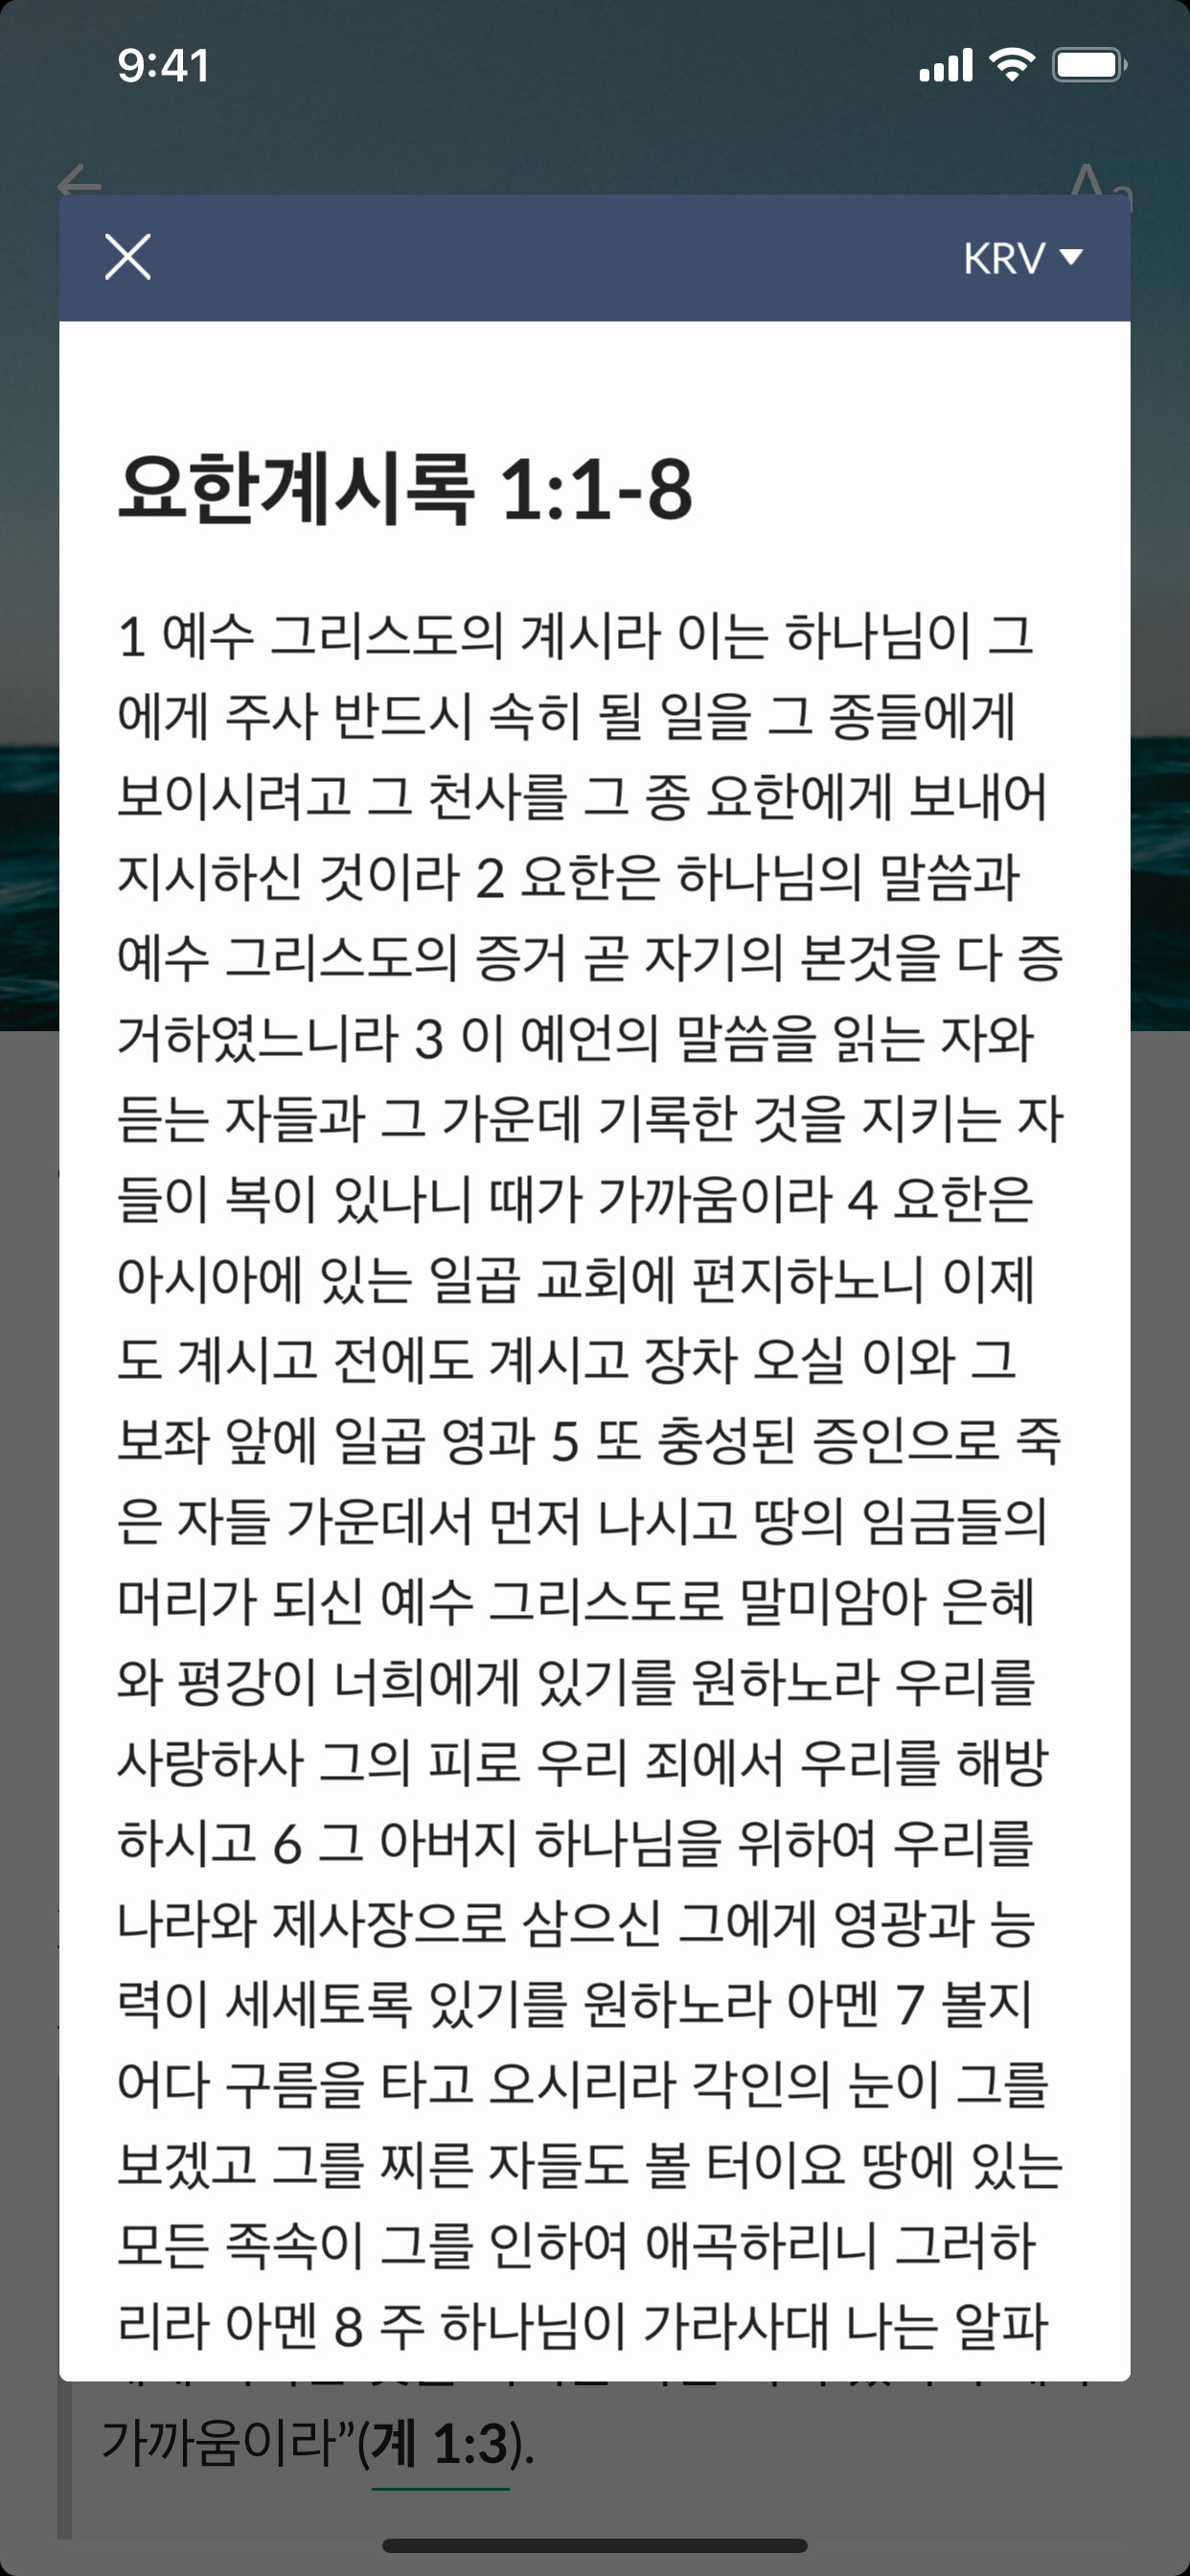 9:41
Aa
KRV
요한계시록 1:1-8
1 예수 그리스도의 계시라 이는 하나님이 그
에게 주사 반드시 속히 될 일을 그 종들에게
보이시려고 그 천사를 그 종 요한에게 보내어
지시하신 것이라 2 요한은 하나님의 말씀과
예수 그리스도의 증거 곧 자기의 본것을 다 증
거하였느니라 3 이 예언의 말씀을 읽는 자와
듣는 자들과 그 가운데 기록한 것을 지키는 자
들이 복이 있나니 때가 가까움이라 4 요한은
아시아에 있는 일곱 교회에 편지하노니 이제
도 계시고 전에도 계시고 장차 오실 이와 그
보좌 앞에 일곱 영과 5 또 충성된 증인으로 죽
은 자들 가운데서 먼저 나시고 땅의 임금들의
머리가 되신 예수 그리스도로 말미암아 은혜
와 평강이 너희에게 있기를 원하노라 우리를
사랑하사 그의 피로 우리 죄에서 우리를 해방
하시고 6 그 아버지 하나님을 위하여 우리를
나라와 제사장으로 삼으신 그에게 영광과 능
력이 세세토록 있기를 원하노라 아멘 7 볼지
어다 구름을 타고 오시리라 각인의 눈이 그를
보겠고 그를 찌른 자들도 볼 터이요 땅에 있는
모든 족속이 그를 인하여 애곡하리니 그러하
리라 아멘 8 주 하나님이 가라사대 나는 알파
가까움이라”(계 1:3).